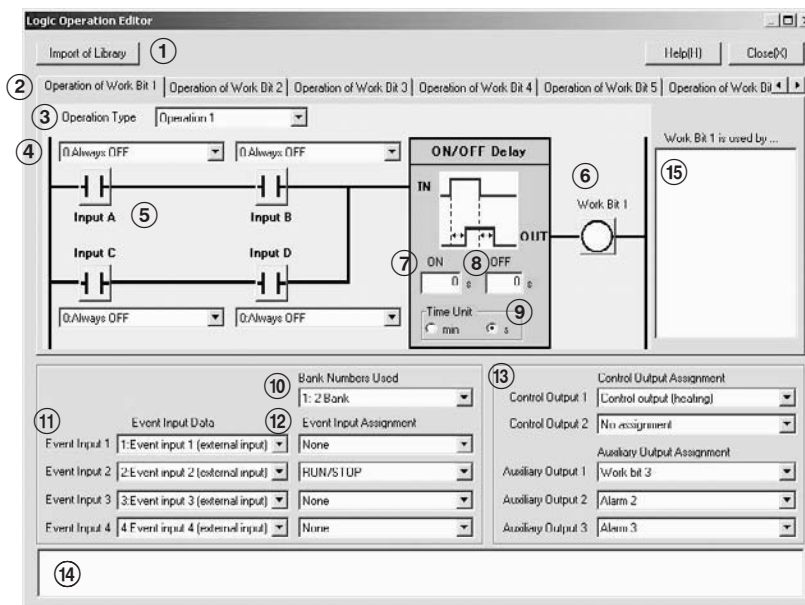 Logic Operation Editor
Import of Library ① Help(H) Close(X)
② Operation of Work Bit 1 Operation of Work Bit 2 Operation of Work Bit 3 Operation of Work Bit 4 Operation of Work Bit 5 Operation of Work Bit
③ Operation Type Operation 1
Work Bit 1 is used by ...
④ 0:Always OFF 0:Always OFF ON/OFF Delay
⑮
IN
⑥
Work Bit 1
Input A ⑤ Input B
OUT
Input C Input D
⑦ ON ⑧ OFF
0 s 0 s
0:Always OFF 0:Always OFF
Time Unit ⑨
min s
⑩ Bank Numbers Used
1: 2 Bank
⑪ Event Input Data ⑫ Event Input Assignment
Event Input 1 1:Event input 1 (external input) None
Event Input 2 2:Event input 2 (external input) RUN/STOP
Event Input 3 3:Event input 3 (external input) None
Event Input 4 4:Event input 4 (external input) None
⑬ Control Output Assignment
Control Output 1 Control output (heating)
Control Output 2 No assignment
Auxiliary Output Assignment
Auxiliary Output 1 Work bit 3
Auxiliary Output 2 Alarm 2
Auxiliary Output 3 Alarm 3
⑭